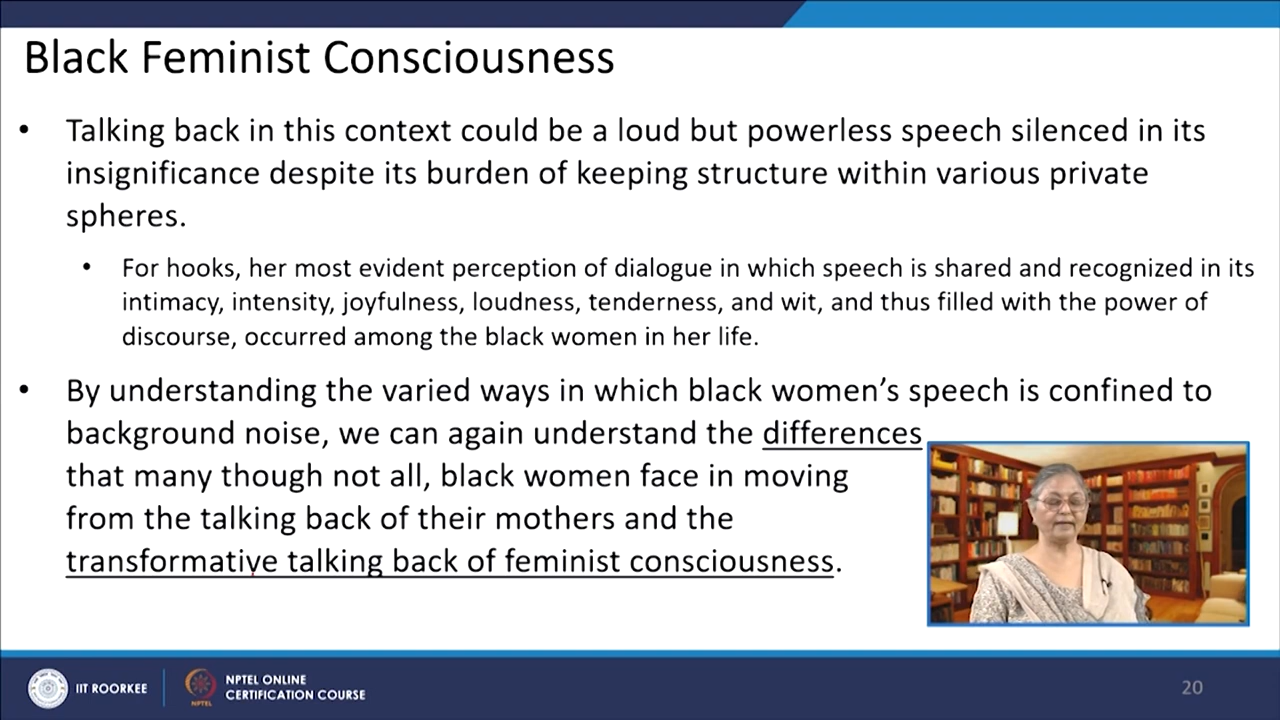 Black Feminist Consciousness
• Talking back in this context could be a loud but powerless speech silenced in its
insignificance despite its burden of keeping structure within various private
spheres.
• For hooks, her most evident perception of dialogue in which speech is shared and recognized in its
intimacy, intensity, joyfulness, loudness, tenderness, and wit, and thus filled with the power of
discourse, occurred among the black women in her life.
• By understanding the varied ways in which black women’s speech is confined to
background noise, we can again understand the differences
that many though not all, black women face in moving
from the talking back of their mothers and the
transformative talking back of feminist consciousness.
IIT ROORKEE
NPTEL
NPTEL ONLINE
CERTIFICATION COURSE
20